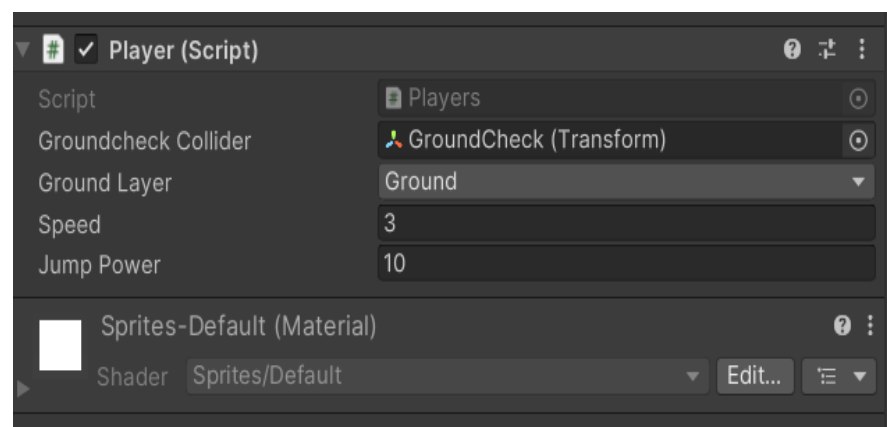 # Player (Script)
Script # Players
Groundcheck Collider GroundCheck (Transform)
Ground Layer Ground
Speed 3
Jump Power 10
Sprites-Default (Material)
Shader Sprites/Default Edit...